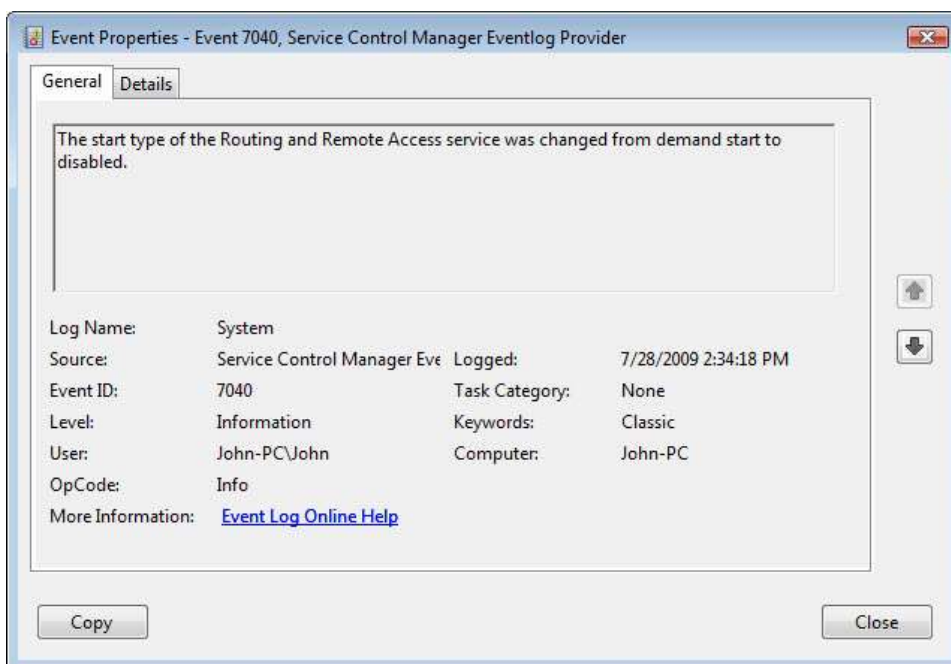 Event Properties - Event 7040, Service Control Manager Eventlog Provider
General Details
The start type of the Routing and Remote Access service was changed from demand start to
disabled.
Log Name: System
Source: Service Control Manager Eve Logged: 7/28/2009 2:34:18 PM
Event ID: 7040 Task Category: None
Level: Information Keywords: Classic
User: John-PC\John Computer: John-PC
OpCode: Info
More Information: Event Log Online Help
Copy Close